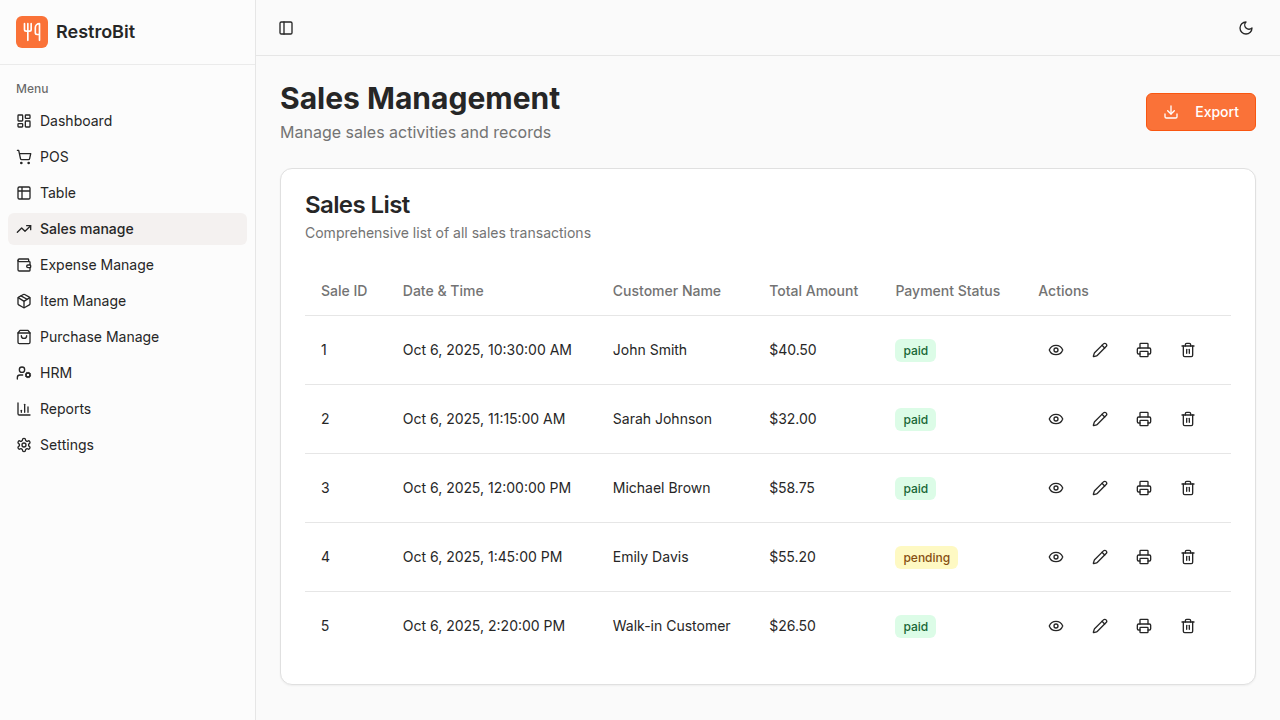 RestroBit
Menu
Dashboard
POS
Table
Sales manage
Expense Manage
Item Manage
Purchase Manage
HRM
Reports
Settings
Sales Management
Manage sales activities and records
Export
Sales List
Comprehensive list of all sales transactions
Sale ID Date & Time Customer Name Total Amount Payment Status Actions
1 Oct 6, 2025, 10:30:00 AM John Smith $40.50 paid
2 Oct 6, 2025, 11:15:00 AM Sarah Johnson $32.00 paid
3 Oct 6, 2025, 12:00:00 PM Michael Brown $58.75 paid
4 Oct 6, 2025, 1:45:00 PM Emily Davis $55.20 pending
5 Oct 6, 2025, 2:20:00 PM Walk-in Customer $26.50 paid